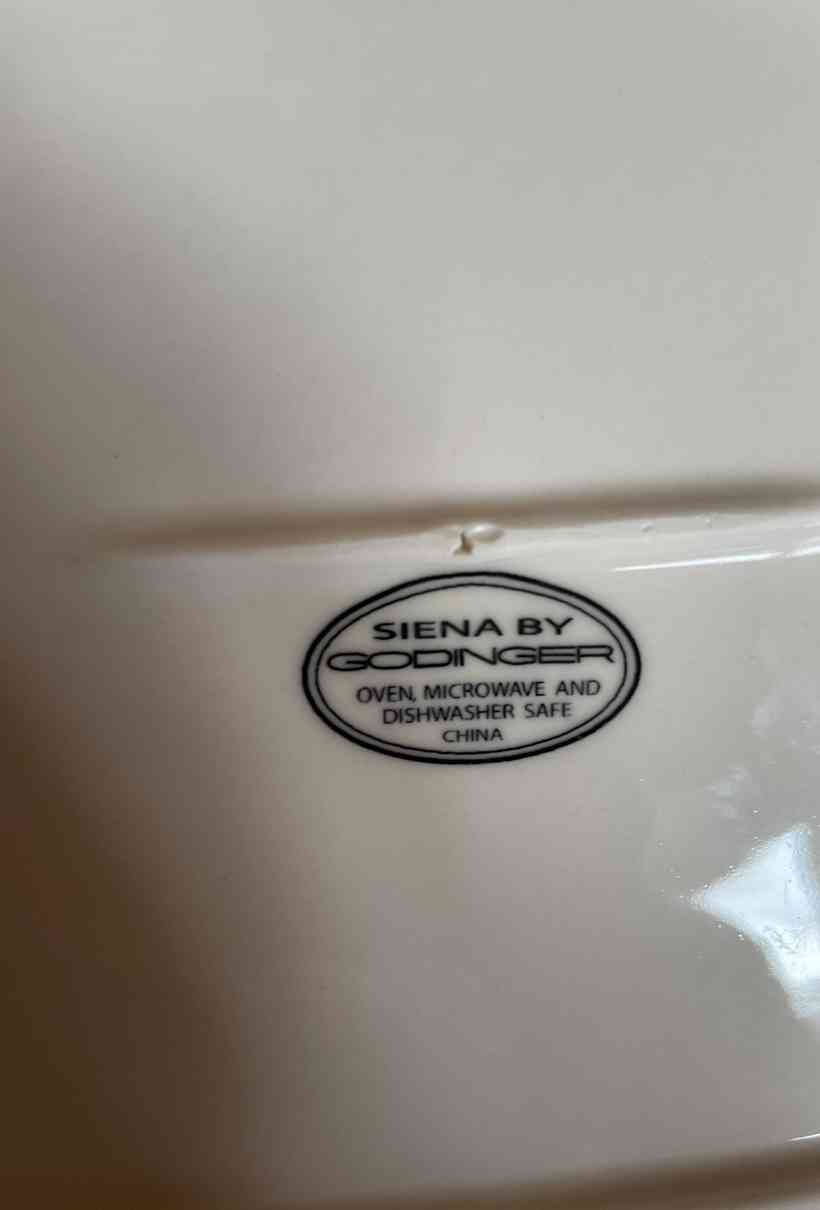 SIENA BY
GODINGER
OVEN, MICROWAVE AND
DISHWASHER SAFE
CHINA